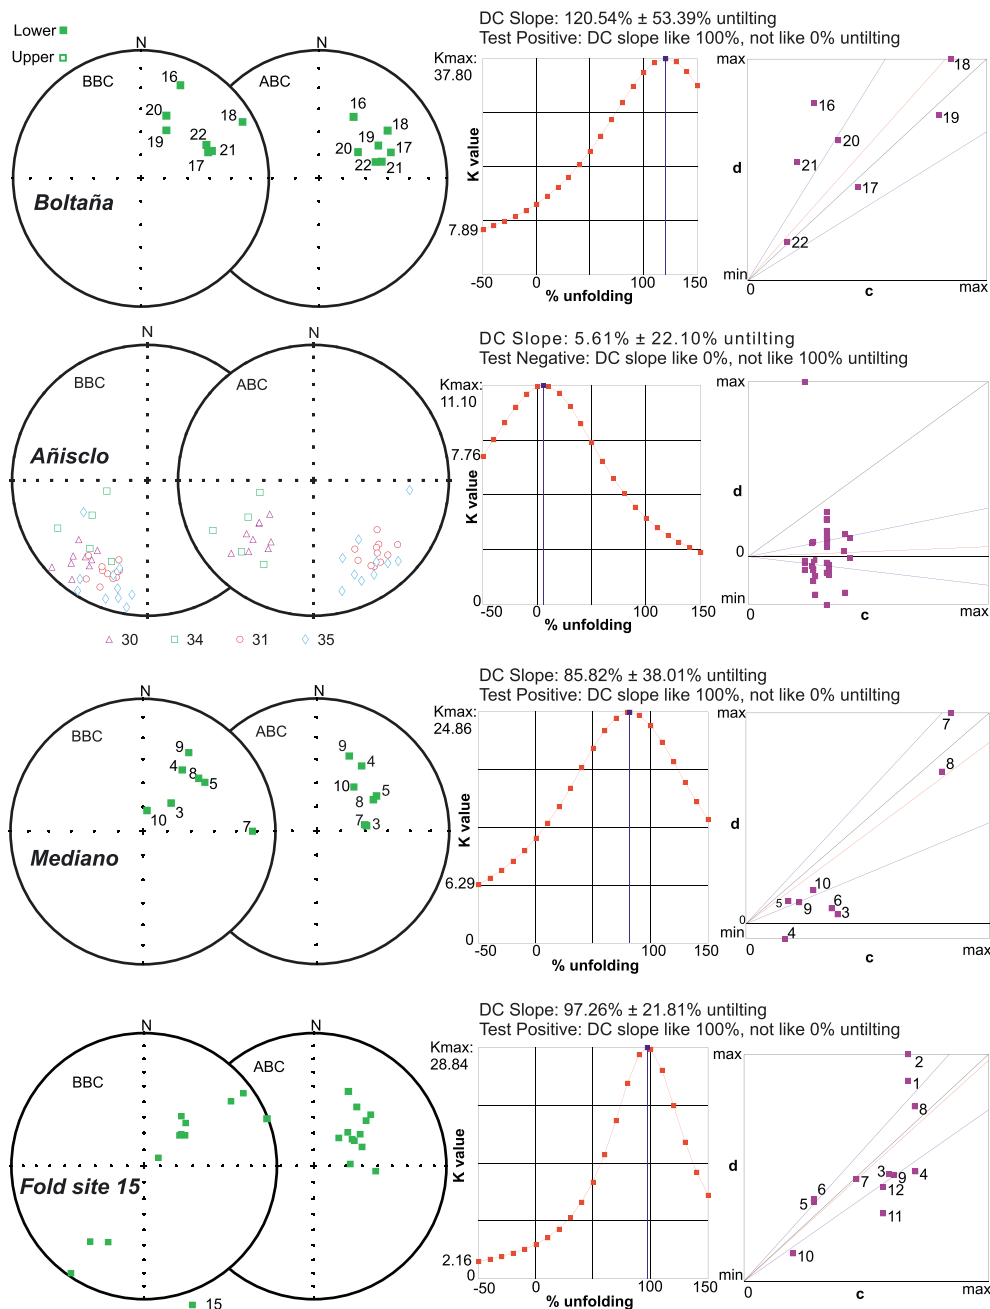 Lower
Upper
N
BBC
16
20
19
22
17
21
18
Boltaña
N
ABC
16
18
19
20
17
22
21
DC Slope: 120.54% ± 53.39% untilting
Test Positive: DC slope like 100%, not like 0% untilting
Kmax:
37.80
K value
7.89
-50
0
100
150
% unfolding
max
d
min
0
c
max
18
16
19
20
21
17
22
N
BBC
Añisclo
N
ABC
30
34
31
35
DC Slope: 5.61% ± 22.10% untilting
Test Negative: DC slope like 0%, not like 100% untilting
Kmax:
11.10
7.76
K value
0
-50
0
100
150
% unfolding
max
d
0
min
0
c
max
N
BBC
9
4
8
5
3
10
7
Mediano
N
ABC
9
4
10
5
8
7
3
DC Slope: 85.82% ± 38.01% untilting
Test Positive: DC slope like 100%, not like 0% untilting
Kmax:
24.86
K value
6.29
0
-50
0
100
150
% unfolding
max
d
0
min
0
c
max
7
8
10
5
9
6
3
4
N
BBC
Fold site 15
15
N
ABC
DC Slope: 97.26% ± 21.81% untilting
Test Positive: DC slope like 100%, not like 0% untilting
Kmax:
28.84
K value
2.16
0
-50
0
100
150
% unfolding
max
d
min
0
c
max
2
1
8
3
9
4
7
12
6
5
11
10